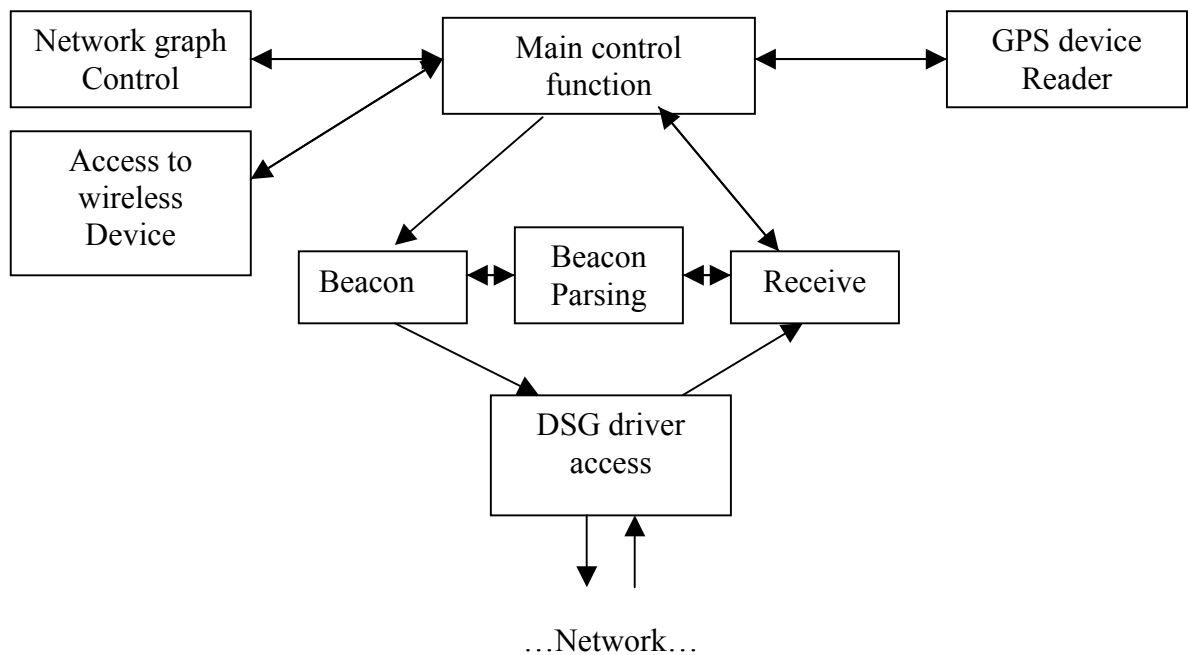 Network graph
Control
Main control
function
GPS device
Reader
Access to
wireless
Device
Beacon
Beacon
Parsing
Receive
DSG driver
access
…Network…